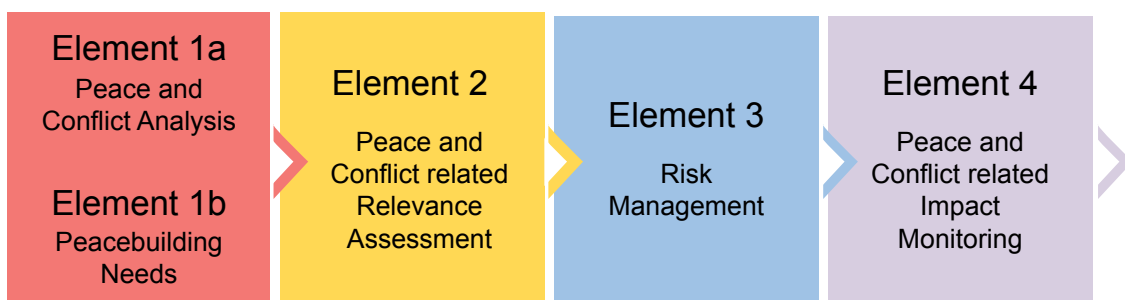 Element 1a
Peace and
Conflict Analysis
Element 1b
Peacebuilding
Needs
Element 2
Peace and
Conflict related
Relevance
Assessment
Element 3
Risk
Management
Element 4
Peace and
Conflict related
Impact
Monitoring